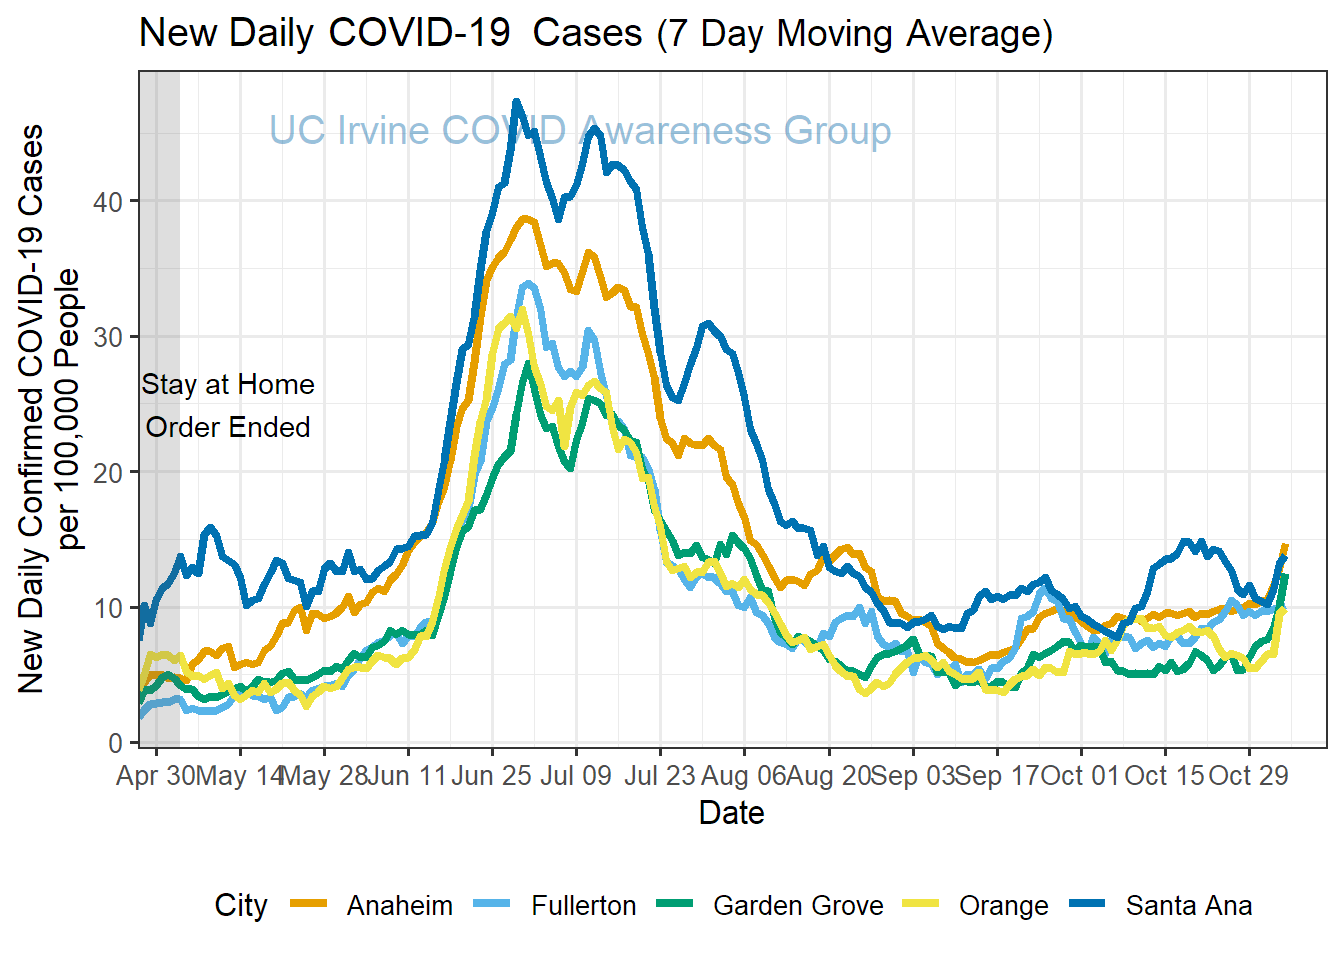 New Daily COVID-19 Cases (7 Day Moving Average)
UC Irvine COVID Awareness Group
New Daily Confirmed COVID-19 Cases
per 100,000 People
40
30
20
10
0
Stay at Home
Order Ended
Apr 30 May 14 May 28 Jun 11 Jun 25 Jul 09 Jul 23 Aug 06 Aug 20 Sep 03 Sep 17 Oct 01 Oct 15 Oct 29
Date
City Anaheim Fullerton Garden Grove Orange Santa Ana